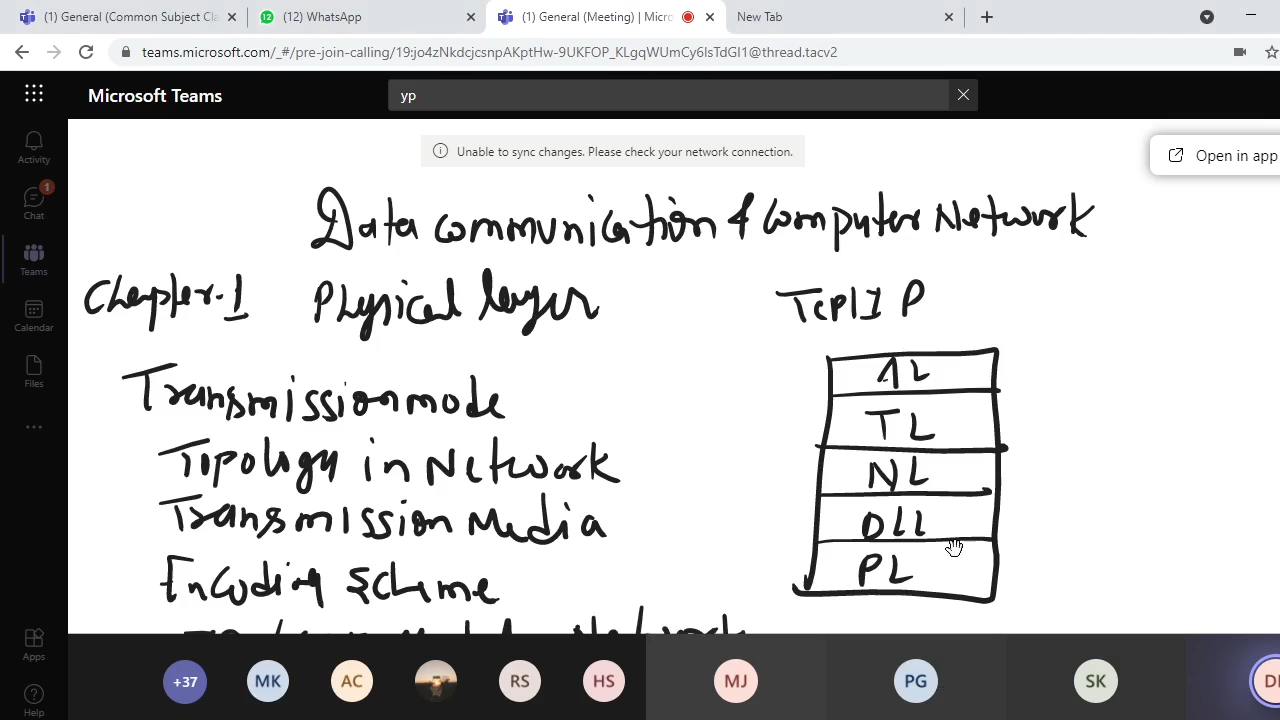 (1) General (Common Subject Cla
(12) WhatsApp
(1) General (Meeting) | Micro
New Tab
teams.microsoft.com/_#/pre-join-calling/19:jo4zNkdcjcsnpAKptHw-9UKFOP_KLgqWUmCy6IsTdGI1@thread.tacv2
Microsoft Teams
yp
Unable to sync changes. Please check your network connection.
Open in app
Activity
Chat
1
Teams
Calendar
Files
Apps
Help
Data communication & Computer Network
Chapter-1 Physical layer
TCP/IP
Transmission mode
Topology in Network
Transmission Media
Encoding Scheme
Network
AL
TL
NL
DLL
PL
+37
MK
AC
RS
HS
MJ
PG
SK